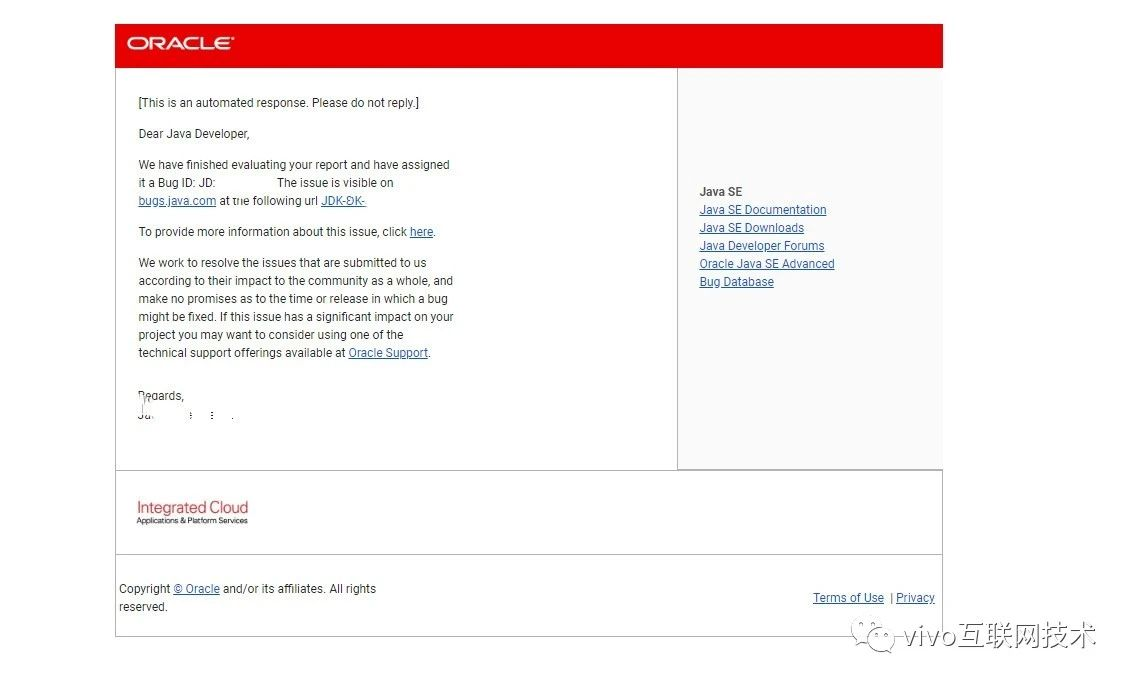 ORACLE
[This is an automated response. Please do not reply.]
Dear Java Developer,
We have finished evaluating your report and have assigned
it a Bug ID: JD: The issue is visible on
bugs.java.com at the following url JDK-
To provide more information about this issue, click here.
We work to resolve the issues that are submitted to us
according to their impact to the community as a whole, and
make no promises as to the time or release in which a bug
might be fixed. If this issue has a significant impact on your
project you may want to consider using one of the
technical support offerings available at Oracle Support.
Regards,
Java SE
Java SE Documentation
Java SE Downloads
Java Developer Forums
Oracle Java SE Advanced
Bug Database
Integrated Cloud
Applications & Platform Services
Copyright © Oracle and/or its affiliates. All rights
reserved.
Terms of Use | Privacy
vivo互联网技术